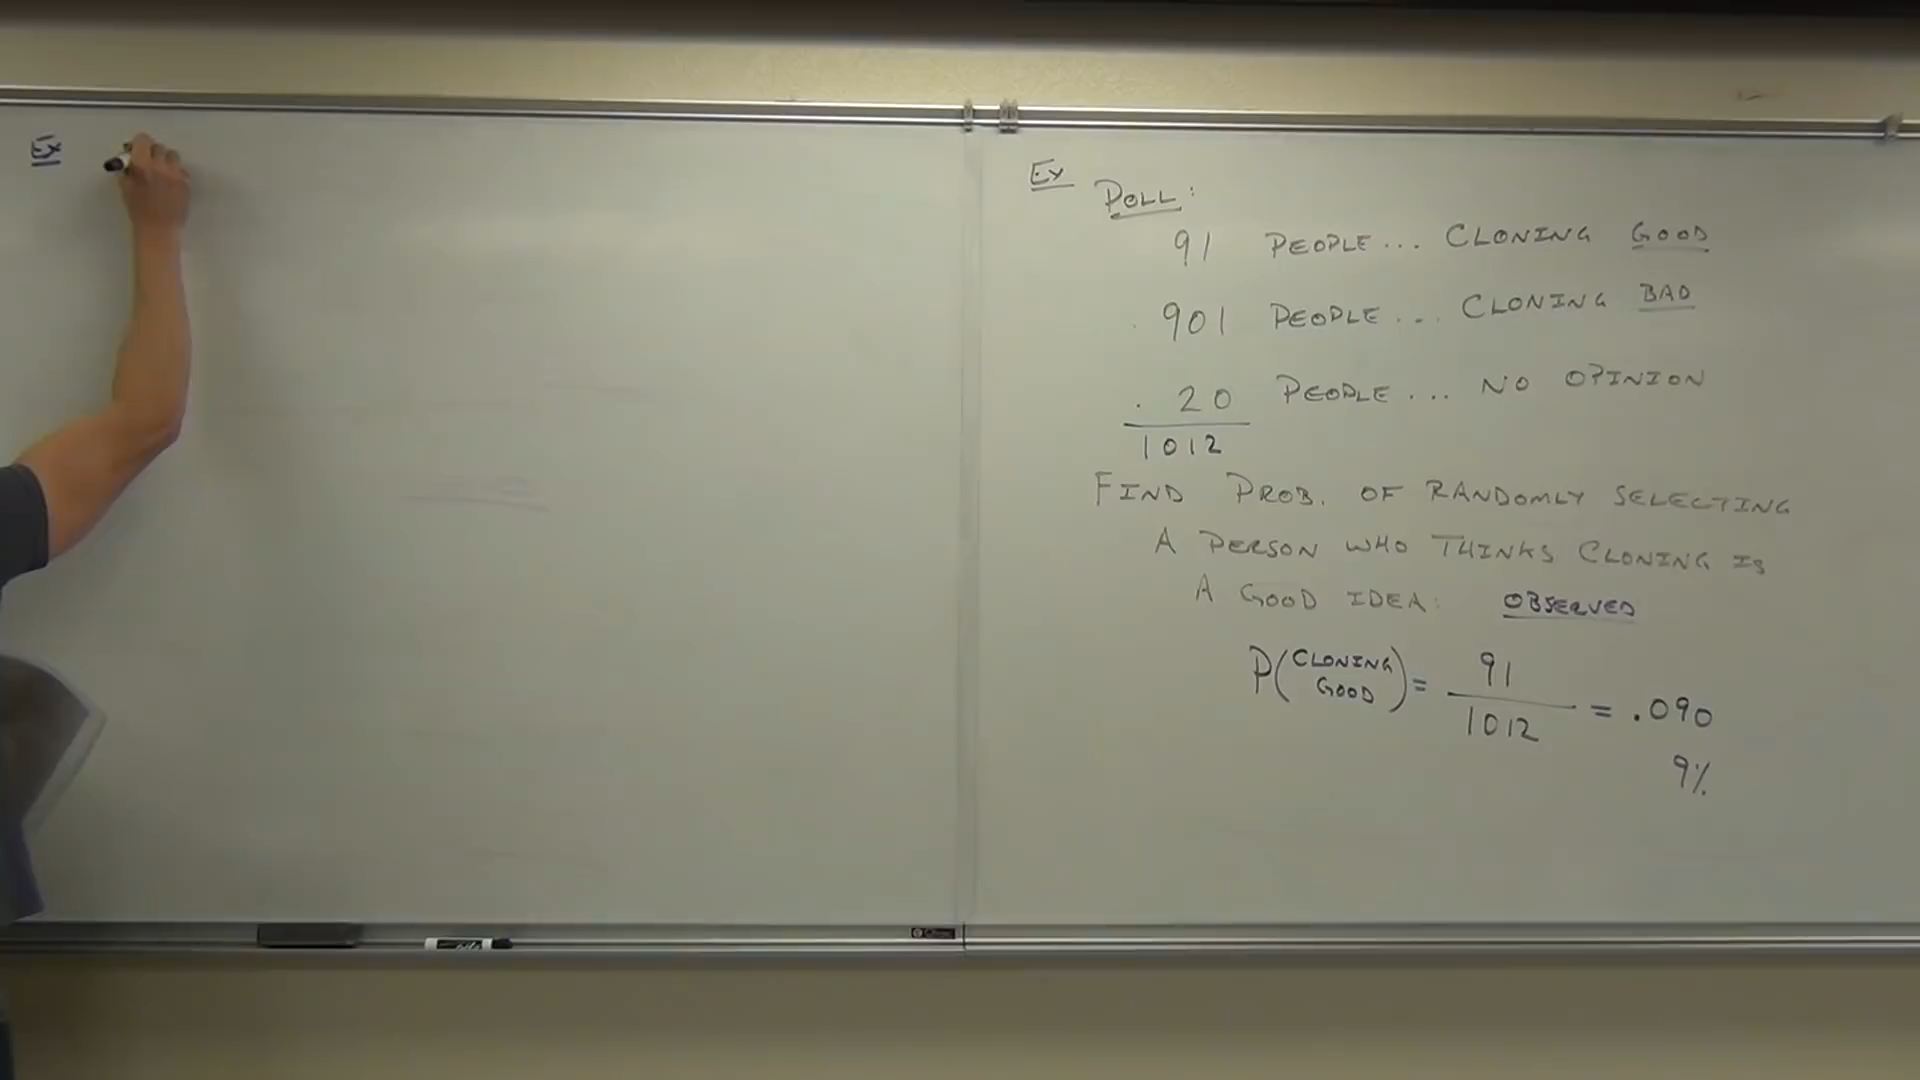 Ex
Ex
POLL:
91 PEOPLE... CLONING GOOD
901 PEOPLE... CLONING BAD
20 PEOPLE... NO OPINION
1012
FIND PROB. OF RANDOMLY SELECTING
A PERSON WHO THINKS CLONING IS
A GOOD IDEA: OBSERVED
P(CLONING GOOD) = 91/1012 = .090
9%